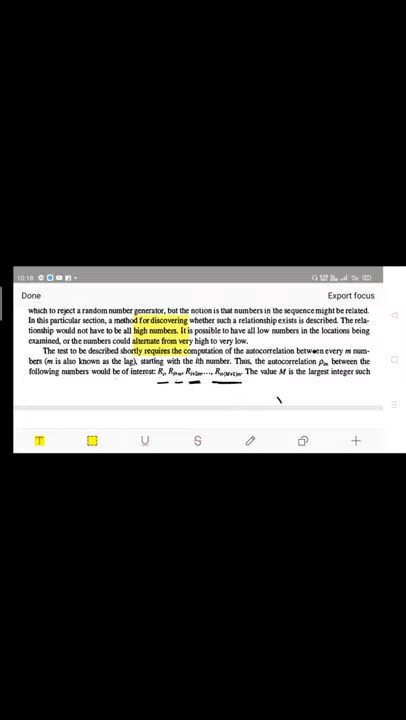 10:18
Done Export focus
which to reject a random number generator, but the notion is that numbers in the sequence might be related.
In this particular section, a method for discovering whether such a relationship exists is described. The rela-
tionship would not have to be all high numbers. It is possible to have all low numbers in the locations being
examined, or the numbers could alternate from very high to very low.
The test to be described shortly requires the computation of the autocorrelation between every m num-
bers (m is also known as the lag), starting with the ith number. Thus, the autocorrelation ρim between the
following numbers would be of interest: Ri, Ri+m, Ri+2m,..., Ri+(M+1)m. The value M is the largest integer such
T U S